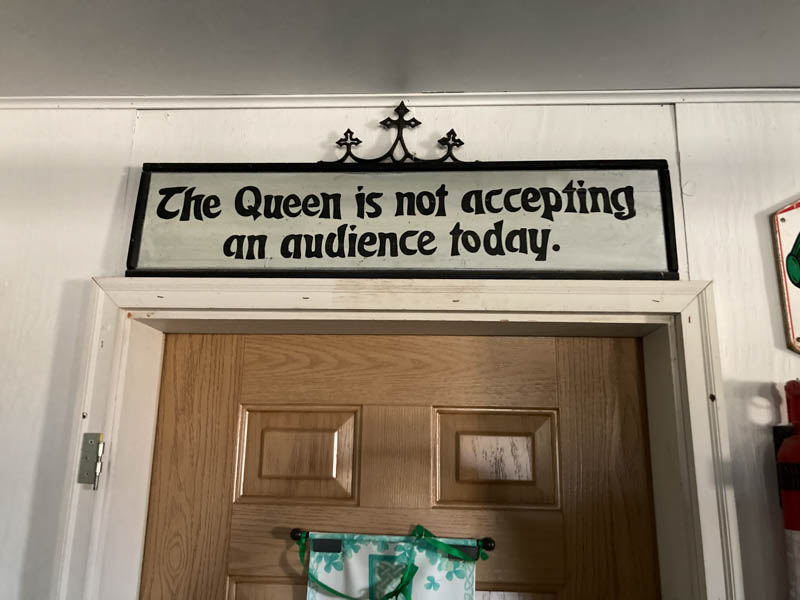 The Queen is not accepting
an audience today.